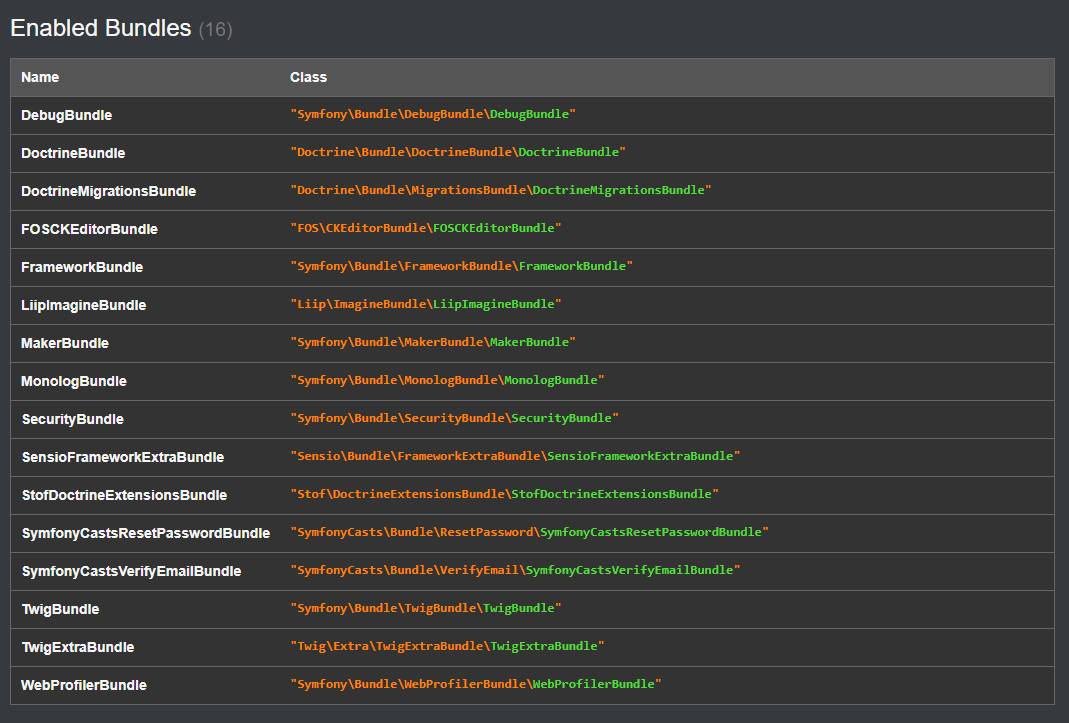 Enabled Bundles (16)
Name Class
DebugBundle "Symfony\Bundle\DebugBundle\DebugBundle"
DoctrineBundle "Doctrine\Bundle\DoctrineBundle\DoctrineBundle"
DoctrineMigrationsBundle "Doctrine\Bundle\MigrationsBundle\DoctrineMigrationsBundle"
FOSCKEditorBundle "FOS\CKEditorBundle\FOSCKEditorBundle"
FrameworkBundle "Symfony\Bundle\FrameworkBundle\FrameworkBundle"
LiipImagineBundle "Liip\ImagineBundle\LiipImagineBundle"
MakerBundle "Symfony\Bundle\MakerBundle\MakerBundle"
MonologBundle "Symfony\Bundle\MonologBundle\MonologBundle"
SecurityBundle "Symfony\Bundle\SecurityBundle\SecurityBundle"
SensioFrameworkExtraBundle "Sensio\Bundle\FrameworkExtraBundle\SensioFrameworkExtraBundle"
StofDoctrineExtensionsBundle "Stof\DoctrineExtensionsBundle\StofDoctrineExtensionsBundle"
SymfonyCastsResetPasswordBundle "SymfonyCasts\Bundle\ResetPassword\SymfonyCastsResetPasswordBundle"
SymfonyCastsVerifyEmailBundle "SymfonyCasts\Bundle\VerifyEmail\SymfonyCastsVerifyEmailBundle"
TwigBundle "Symfony\Bundle\TwigBundle\TwigBundle"
TwigExtraBundle "Twig\Extra\TwigExtraBundle\TwigExtraBundle"
WebProfilerBundle "Symfony\Bundle\WebProfilerBundle\WebProfilerBundle"